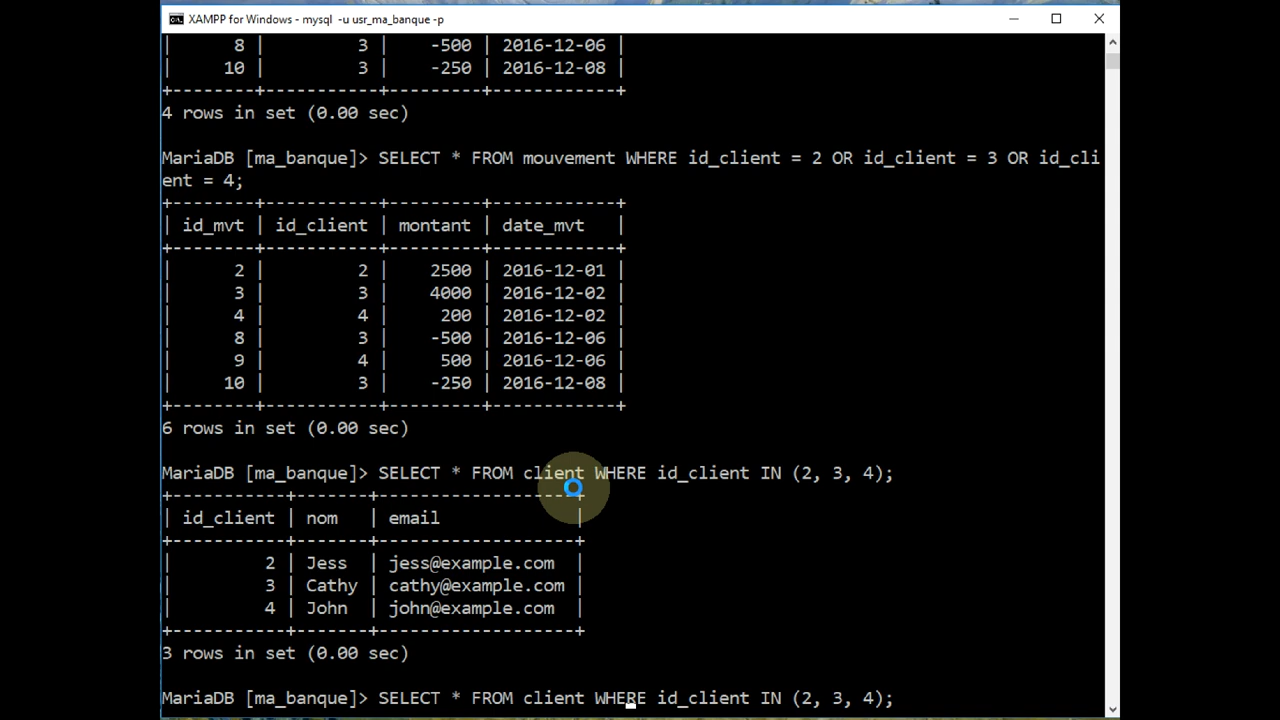 XAMPP for Windows - mysql -u usr_ma_banque -p
|      8 |         3 |    -500 | 2016-12-06 |
|     10 |         3 |    -250 | 2016-12-08 |
+--------+-----------+---------+------------+
4 rows in set (0.00 sec)
MariaDB [ma_banque]> SELECT * FROM mouvement WHERE id_client = 2 OR id_client = 3 OR id_cli
ent = 4;
+--------+-----------+---------+------------+
| id_mvt | id_client | montant | date_mvt   |
+--------+-----------+---------+------------+
|      2 |         2 |    2500 | 2016-12-01 |
|      3 |         3 |    4000 | 2016-12-02 |
|      4 |         4 |     200 | 2016-12-02 |
|      8 |         3 |    -500 | 2016-12-06 |
|      9 |         4 |     500 | 2016-12-06 |
|     10 |         3 |    -250 | 2016-12-08 |
+--------+-----------+---------+------------+
6 rows in set (0.00 sec)
MariaDB [ma_banque]> SELECT * FROM client WHERE id_client IN (2, 3, 4);
+-----------+-------+-------------------+
| id_client | nom   | email             |
+-----------+-------+-------------------+
|         2 | Jess  | jess@example.com  |
|         3 | Cathy | cathy@example.com |
|         4 | John  | john@example.com  |
+-----------+-------+-------------------+
3 rows in set (0.00 sec)
MariaDB [ma_banque]> SELECT * FROM client WHERE id_client IN (2, 3, 4);